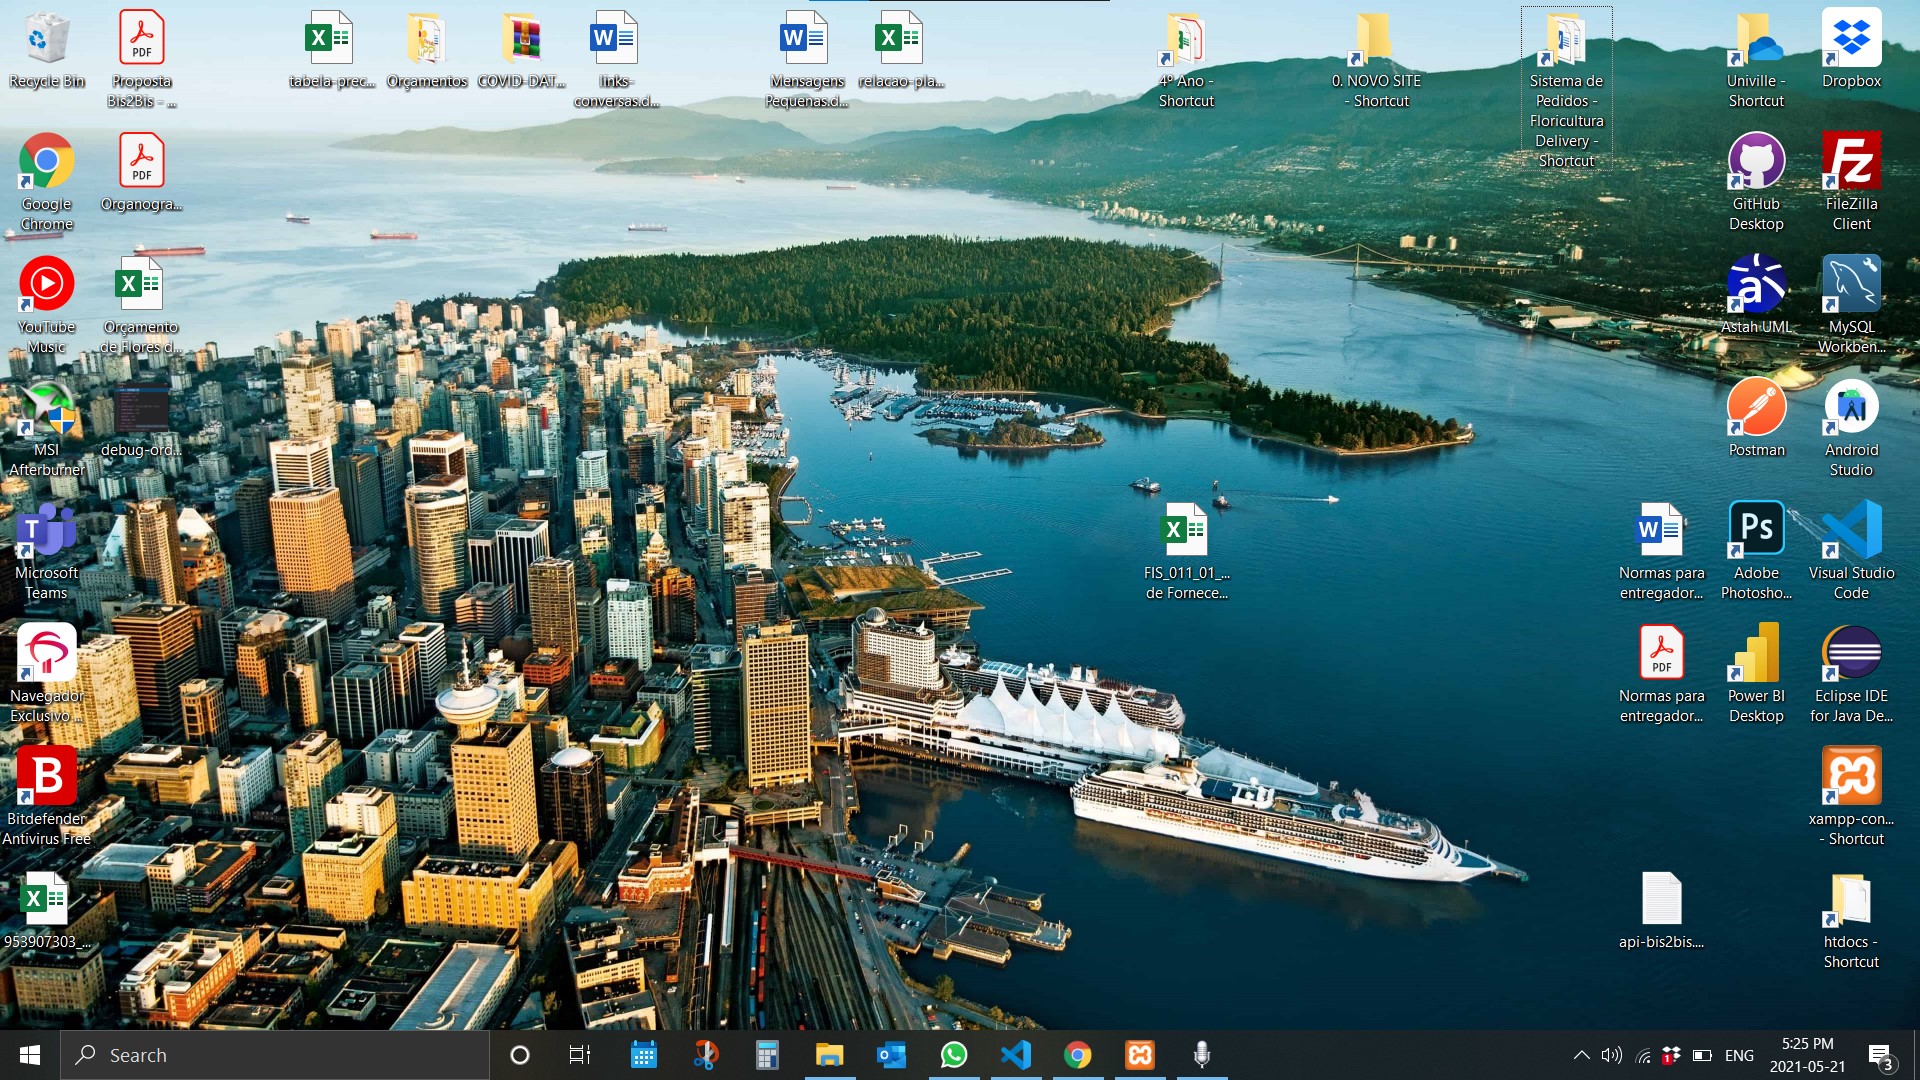 Recycle Bin
Proposta
Bis2Bis - ...
tabela-prec...
Orçamentos
COVID-DAT...
links-
conversas.d...
Mensagens
Pequenas.d...
relacao-pla...
4º Ano -
Shortcut
0. NOVO SITE
- Shortcut
Sistema de
Pedidos -
Floricultura
Delivery -
Shortcut
Univille -
Shortcut
Dropbox
Google
Chrome
Organogra...
GitHub
Desktop
FileZilla
Client
YouTube
Music
Orçamento
de Flores d...
Astah UML
MySQL
Workben...
MSI
Afterburner
debug-ord...
Postman
Android
Studio
Microsoft
Teams
FIS_011_01_...
de Fornece...
Normas para
entregador...
Adobe
Photosho...
Visual Studio
Code
Navegador
Exclusivo ...
Normas para
entregador...
Power BI
Desktop
Eclipse IDE
for Java De...
Bitdefender
Antivirus Free
xampp-con...
- Shortcut
953907303_...
api-bis2bis....
htdocs -
Shortcut
PDF
PDF
PDF
Ps
Fz
Search
ENG
5:25 PM
2021-05-21
3